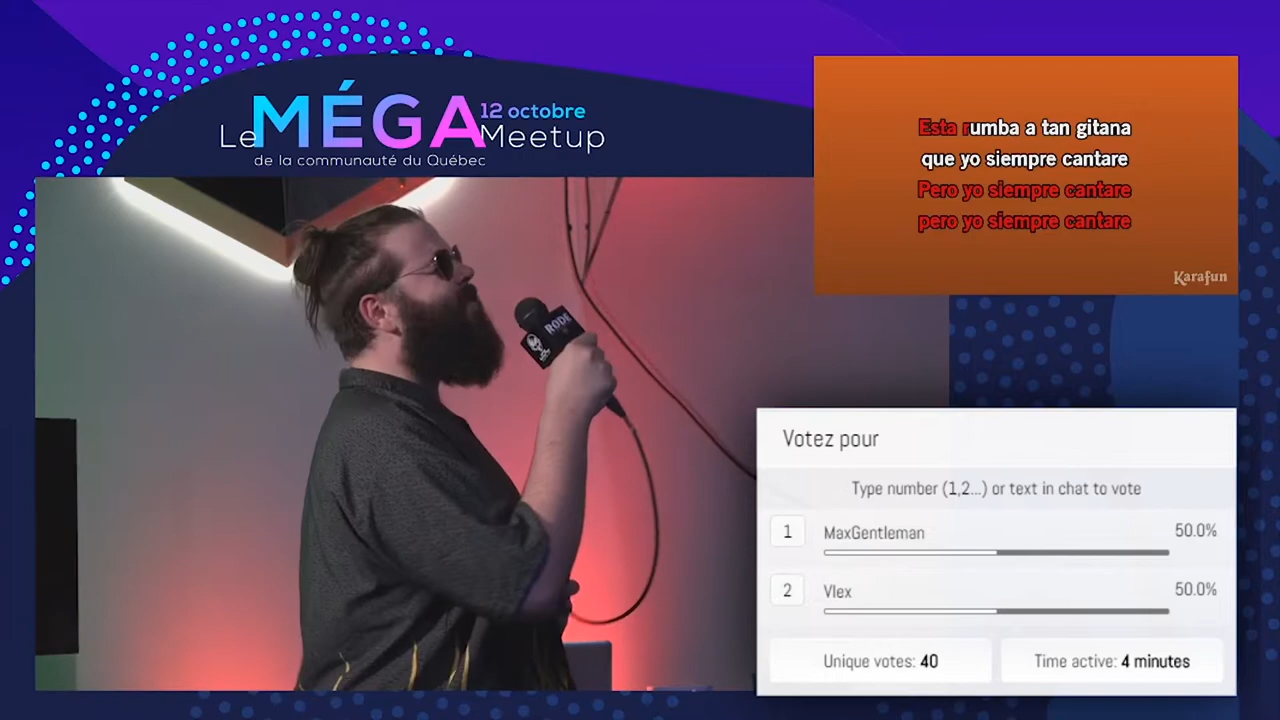 12 octobre
Le MÉGA Meetup
de la communauté du Québec
Esta rumba a tan gitana
que yo siempre cantare
Pero yo siempre cantare
pero yo siempre cantare
Karafun
RODE
Votez pour
Type number (1,2...) or text in chat to vote
1 MaxGentleman 50.0%
2 Vlex 50.0%
Unique votes: 40
Time active: 4 minutes